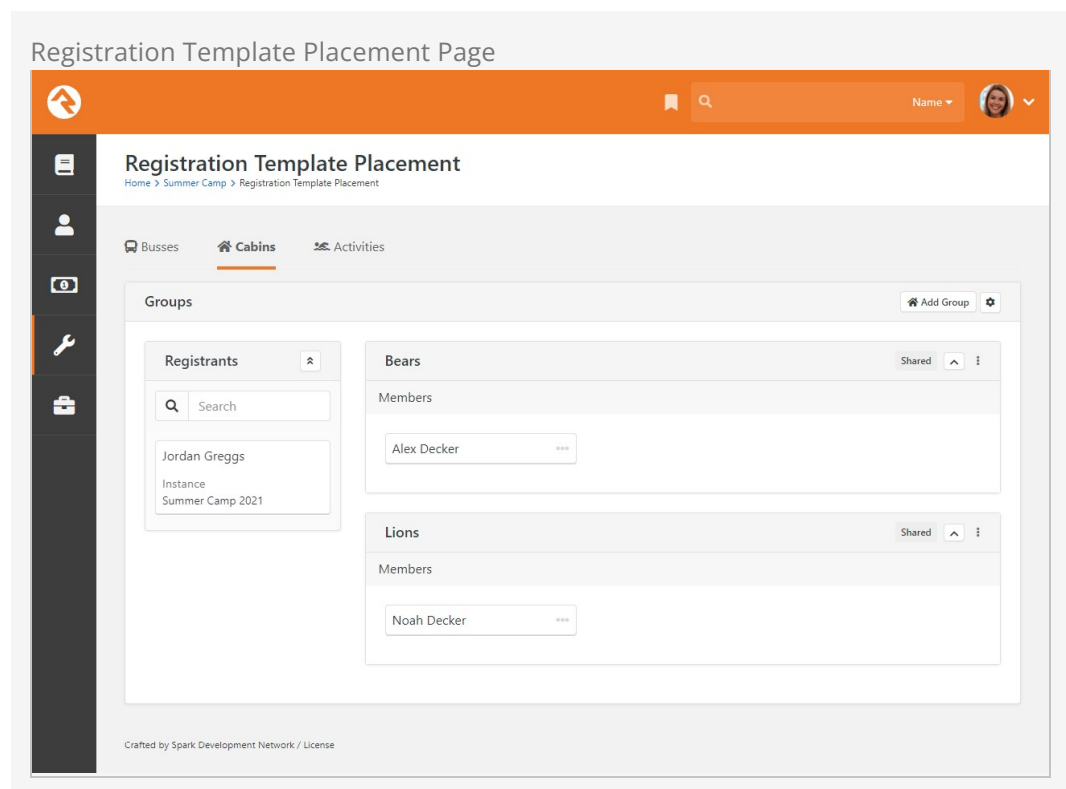 Registration Template Placement Page
Name
Registration Template Placement
Home > Summer Camp > Registration Template Placement
Busses Cabins Activities
Groups Add Group
Registrants
Search
Jordan Greggs
Instance
Summer Camp 2021
Bears Shared
Members
Alex Decker
Lions Shared
Members
Noah Decker
Crafted by Spark Development Network / License